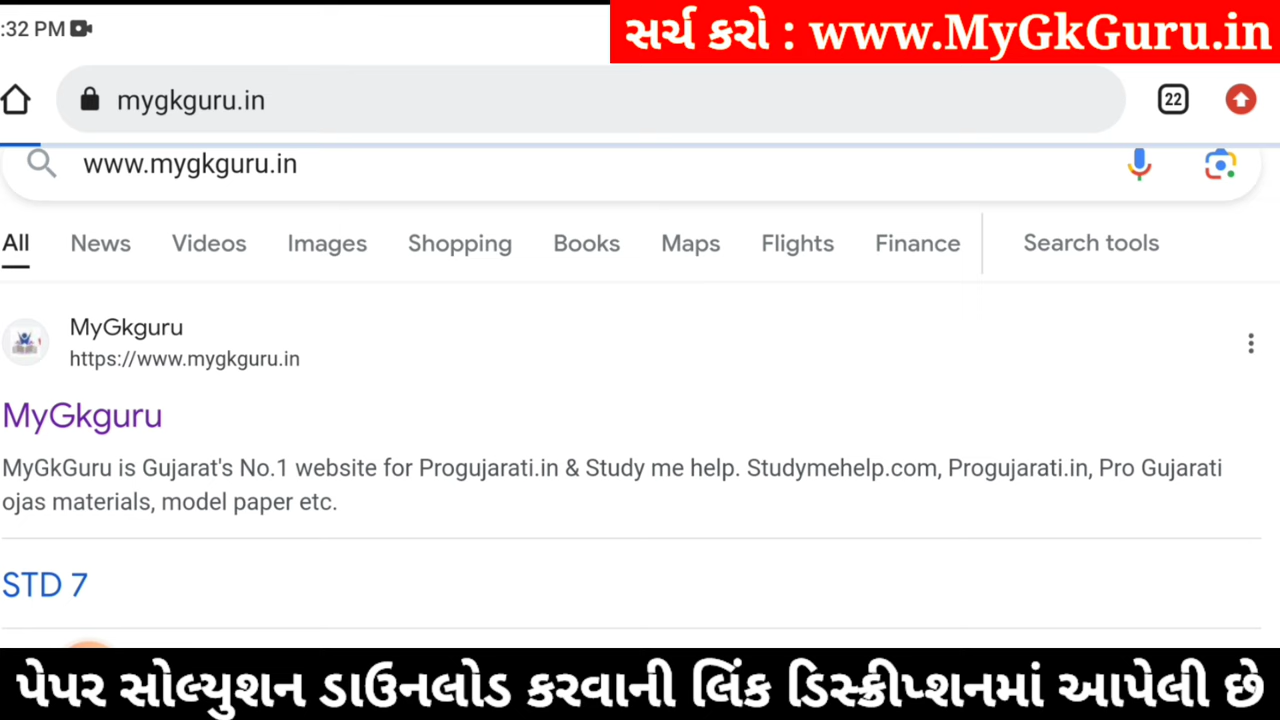 :32 PM
સર્ચ કરો : www.MyGkGuru.in
mygkguru.in
22
www.mygkguru.in
All News Videos Images Shopping Books Maps Flights Finance Search tools
MyGkguru
https://www.mygkguru.in
MyGkguru
MyGkGuru is Gujarat's No.1 website for Progujarati.in & Study me help. Studymehelp.com, Progujarati.in, Pro Gujarati
ojas materials, model paper etc.
STD 7
પેપર સોલ્યુશન ડાઉનલોડ કરવાની લિંક ડિસ્ક્રીપ્શનમાં આપેલી છે